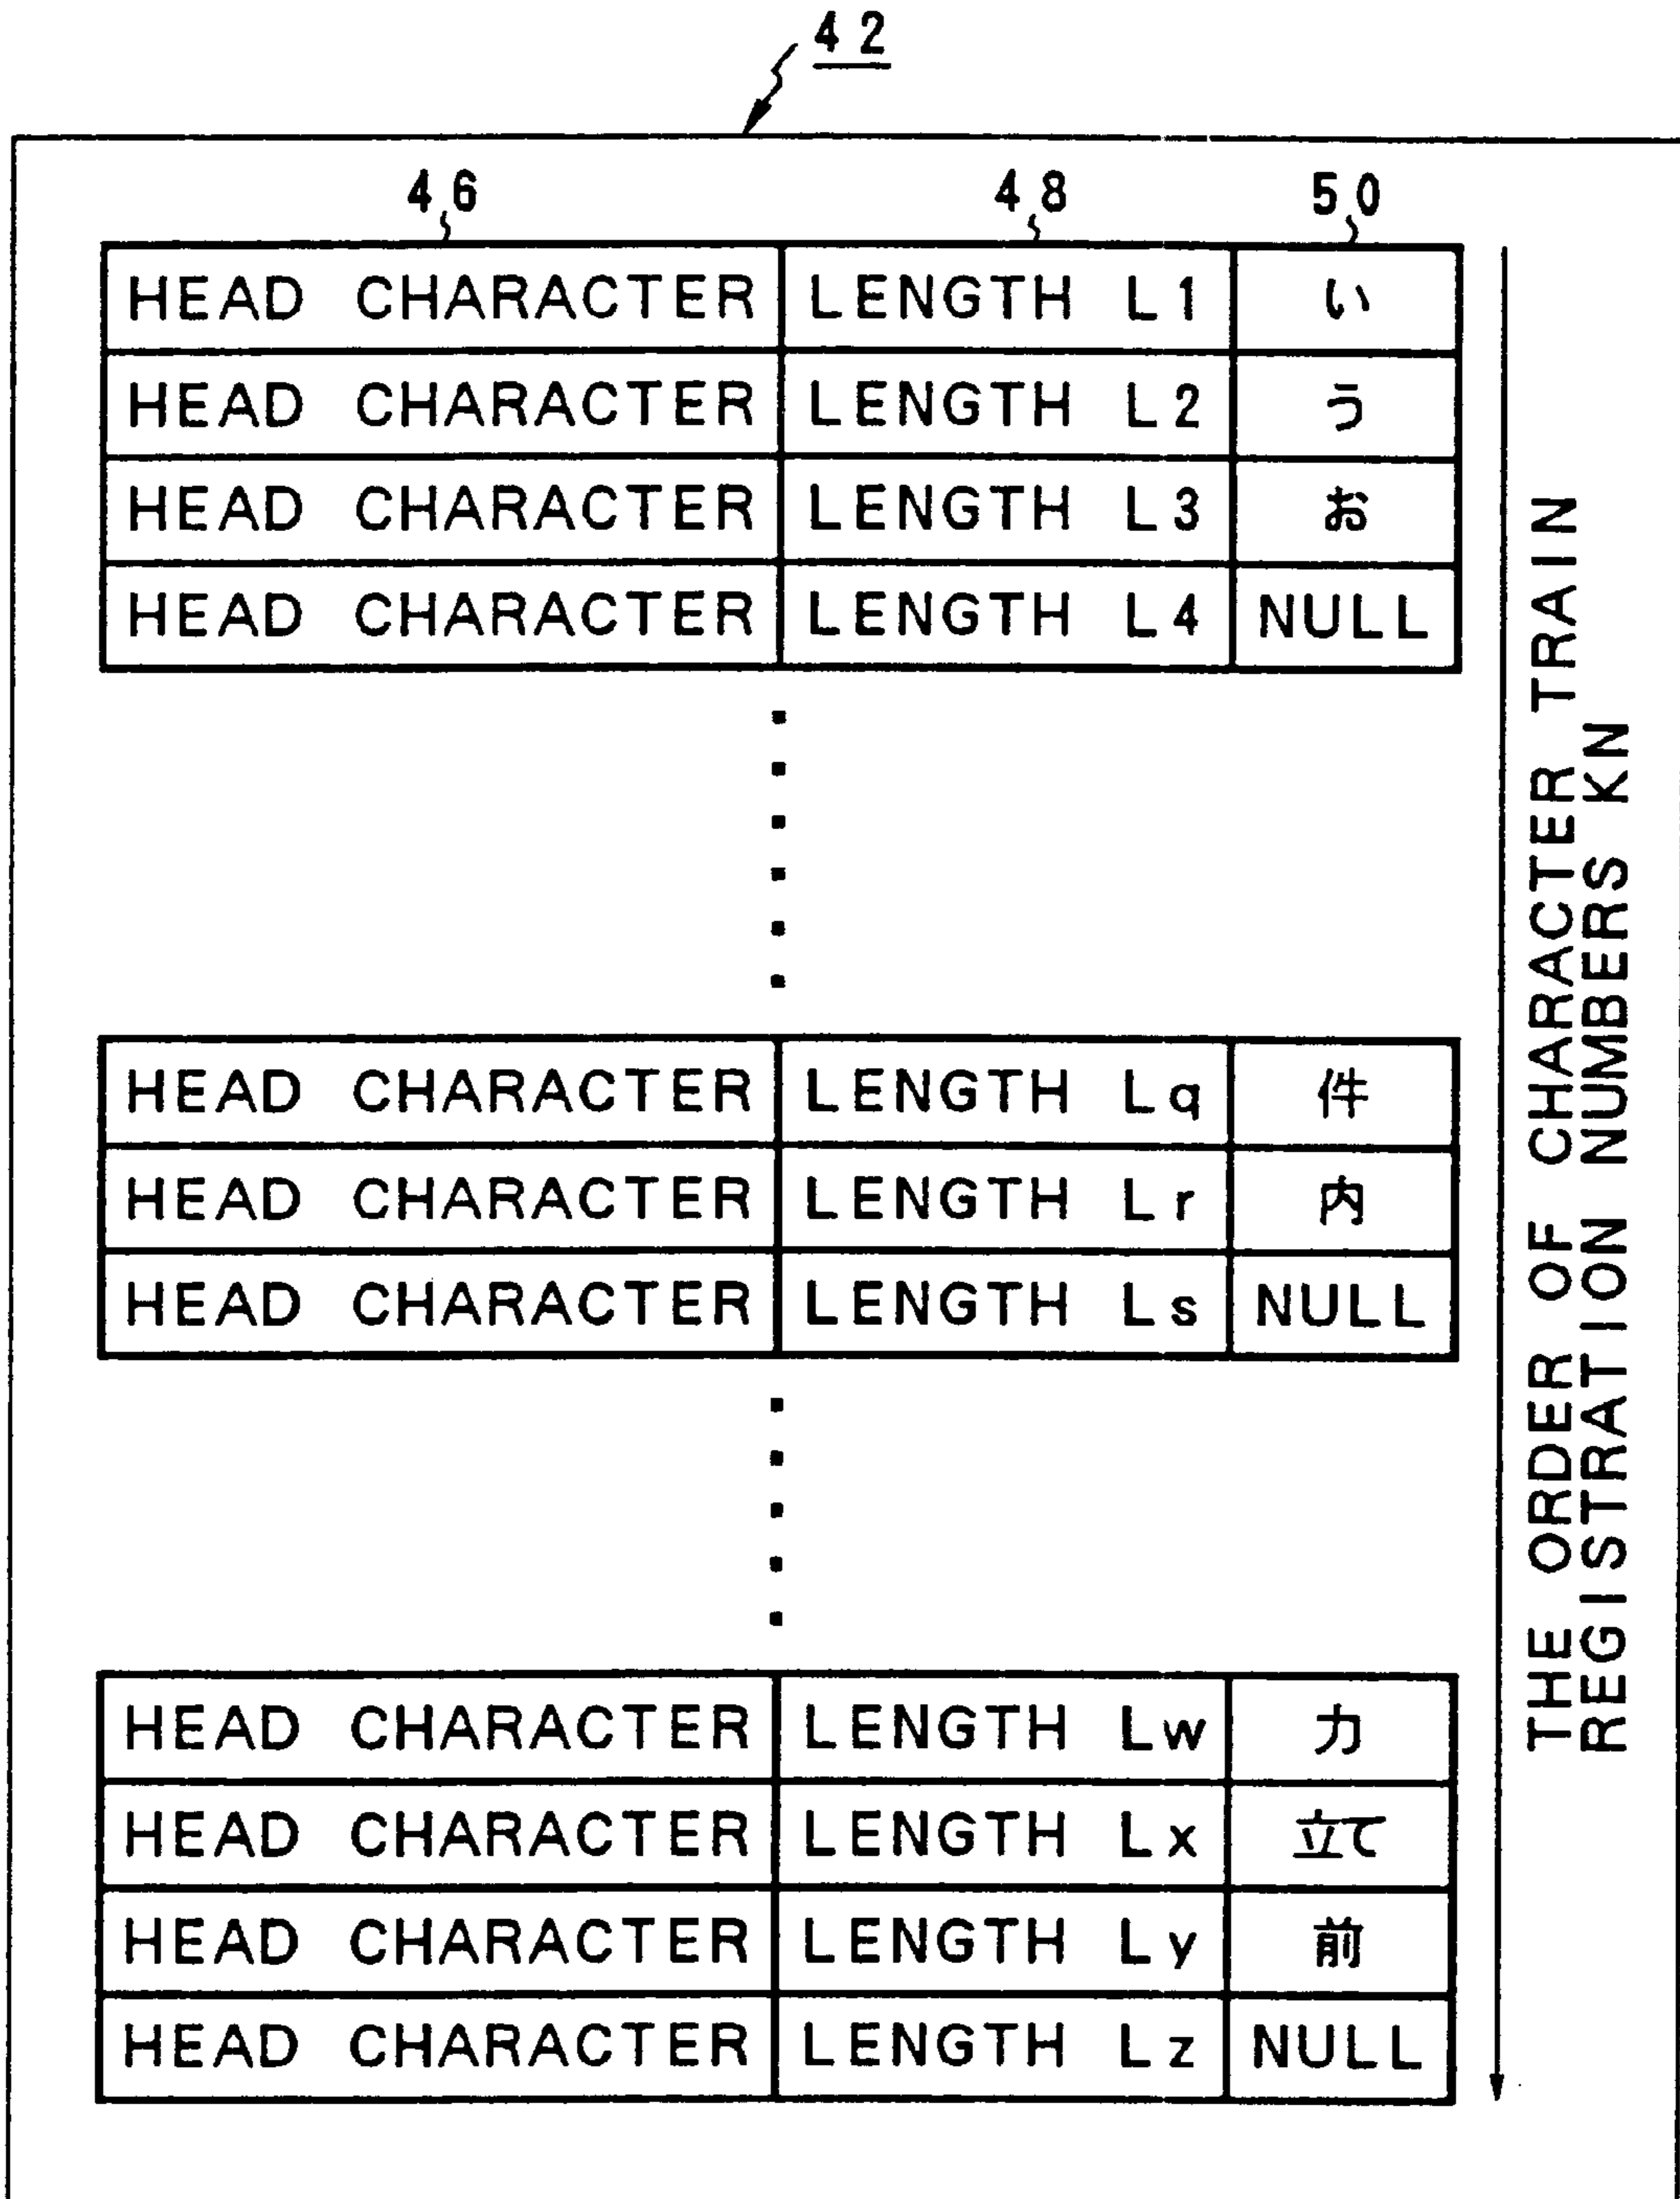 42
46 48 50
HEAD CHARACTER LENGTH L1 い
HEAD CHARACTER LENGTH L2 う
HEAD CHARACTER LENGTH L3 お
HEAD CHARACTER LENGTH L4 NULL
HEAD CHARACTER LENGTH Lq 件
HEAD CHARACTER LENGTH Lr 内
HEAD CHARACTER LENGTH Ls NULL
HEAD CHARACTER LENGTH Lw 力
HEAD CHARACTER LENGTH Lx 立て
HEAD CHARACTER LENGTH Ly 前
HEAD CHARACTER LENGTH Lz NULL
THE ORDER OF CHARACTER TRAIN
REGISTRATION NUMBERS KN